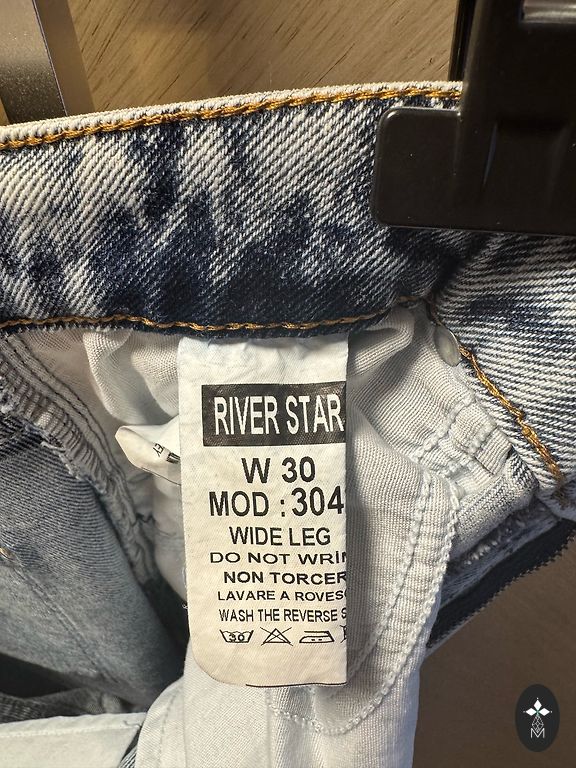 RIVER STAR
W 30
MOD : 304
WIDE LEG
DO NOT WRİN
NON TORCER
LAVARE A ROVES
WASH THE REVERSE S
30
M